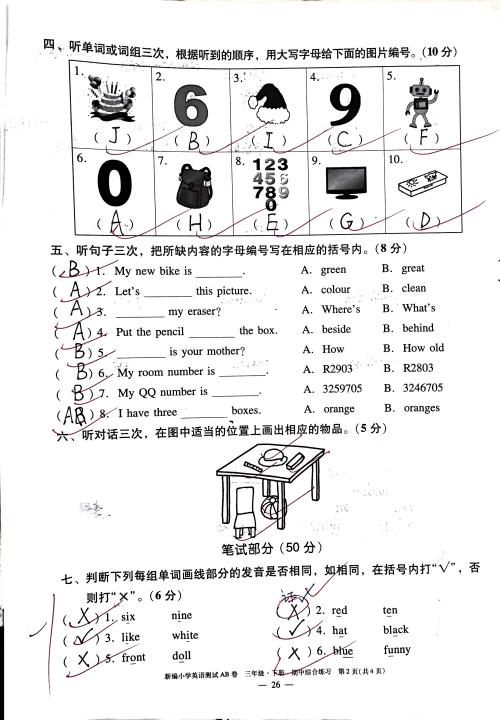 四、听单词或词组三次，根据听到的顺序，用大写字母给下面的图片编号。(10 分)
1. 2. 3. 4. 5.
6 9
( J ) ( B ) ( I ) ( C ) ( F )
6. 7. 8. 9. 10.
0 123
456
789
0
( A ) ( H ) ( E ) ( G ) ( D )
五、听句子三次，把所缺内容的字母编号写在相应的括号内。(8 分)
( B ) 1. My new bike is ________. A. green B. great
( A ) 2. Let's ________ this picture. A. colour B. clean
( A ) 3. ________ my eraser? A. Where's B. What's
( A ) 4. Put the pencil ________ the box. A. beside B. behind
( B ) 5. ________ is your mother? A. How B. How old
( B ) 6. My room number is ________. A. R2903 B. R2803
( B ) 7. My QQ number is ________. A. 3259705 B. 3246705
( AB ) 8. I have three ________ boxes. A. orange B. oranges
六、听对话三次，在图中适当的位置上画出相应的物品。(5 分)
笔试部分 (50 分)
七、判断下列每组单词画线部分的发音是否相同，如相同，在括号内打“√”，否
则打“×”。(6 分)
( × ) 1. six nine ( × ) 2. red ten
( √ ) 3. like white ( √ ) 4. hat black
( × ) 5. front doll ( × ) 6. blue funny
新编小学英语测试AB卷 三年级·下册 期中综合练习 第2页(共4页)
— 26 —